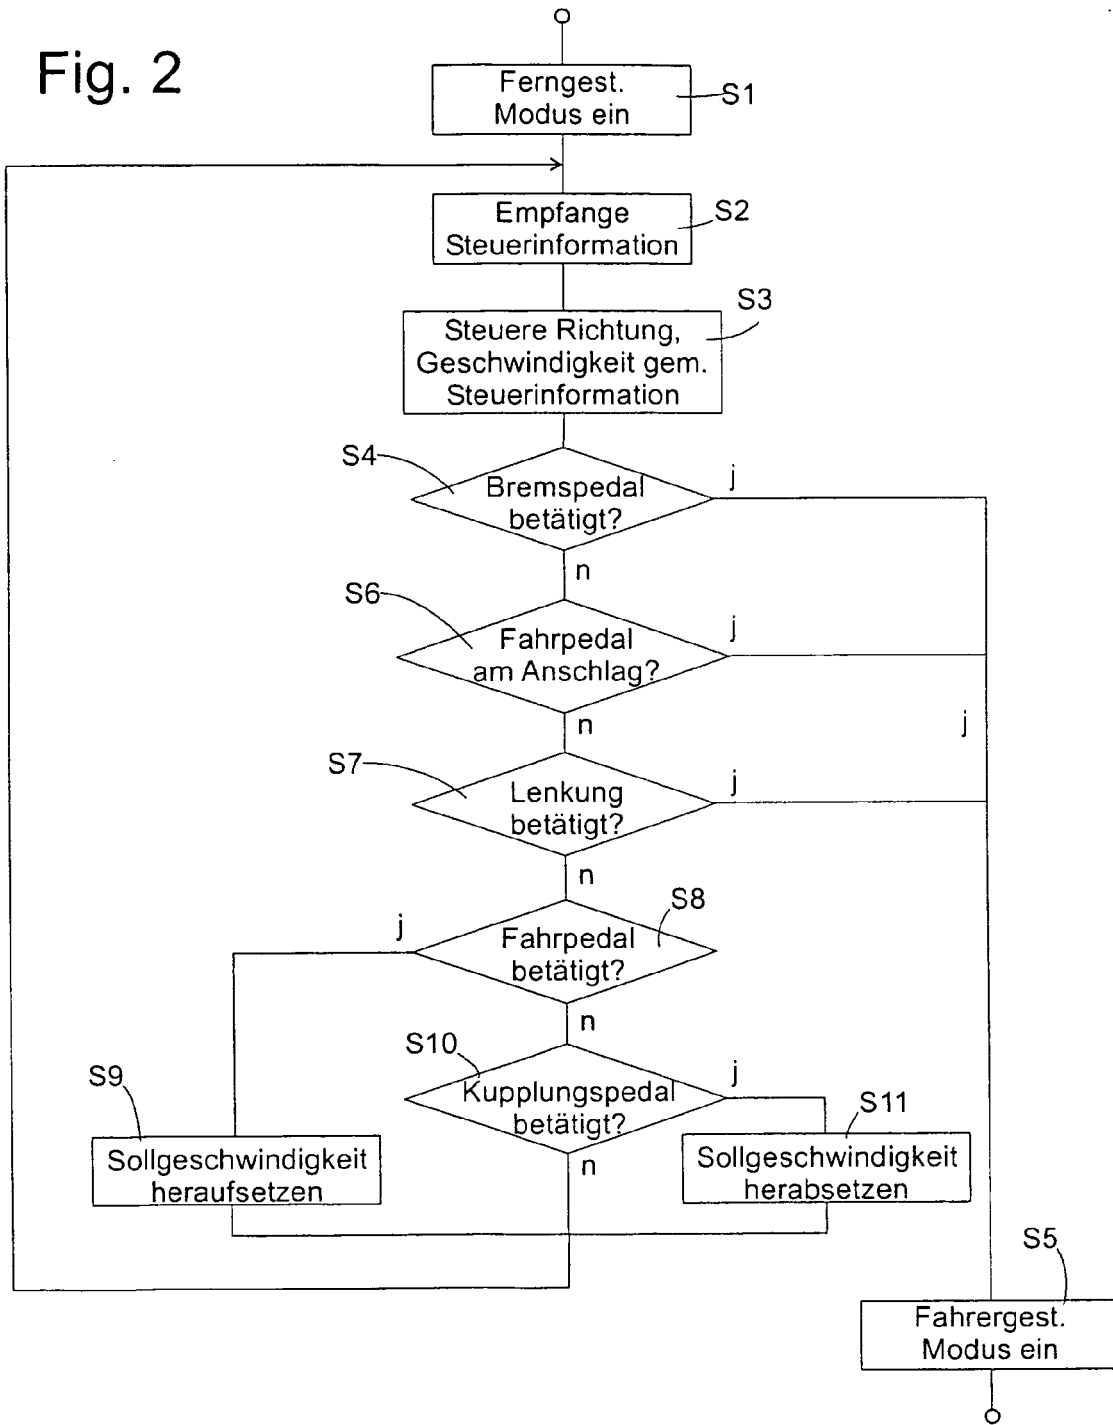 Fig. 2
Ferngest.
Modus ein
S1
Empfange
Steuerinformation
S2
Steuere Richtung,
Geschwindigkeit gem.
Steuerinformation
S3
S4
Bremspedal
betätigt?
j
n
S6
Fahrpedal
am Anschlag?
j
n
j
S7
Lenkung
betätigt?
j
n
S8
j
Fahrpedal
betätigt?
n
S10
Kupplungspedal
betätigt?
j
n
S9
Sollgeschwindigkeit
heraufsetzen
S11
Sollgeschwindigkeit
herabsetzen
S5
Fahrergest.
Modus ein